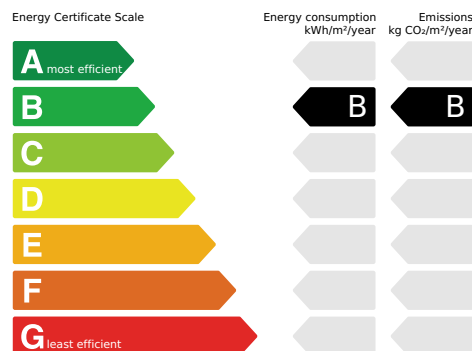 Energy Certificate Scale
Energy consumption
kWh/m²/year
Emissions
kg CO₂/m²/year
A most efficient
B B B
C
D
E
F
G least efficient